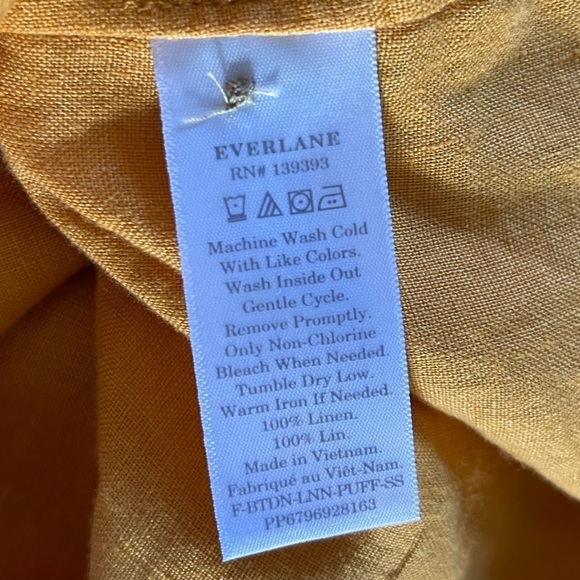 EVERLANE
RN# 139393
Machine Wash Cold
With Like Colors.
Wash Inside Out
Gentle Cycle.
Remove Promptly.
Only Non-Chlorine
Bleach When Needed.
Tumble Dry Low.
Warm Iron If Needed.
100% Linen.
100% Lin.
Made in Vietnam.
Fabriqué au Viêt-Nam.
F-BTDN-LNN-PUFF-SS
PP6796928163